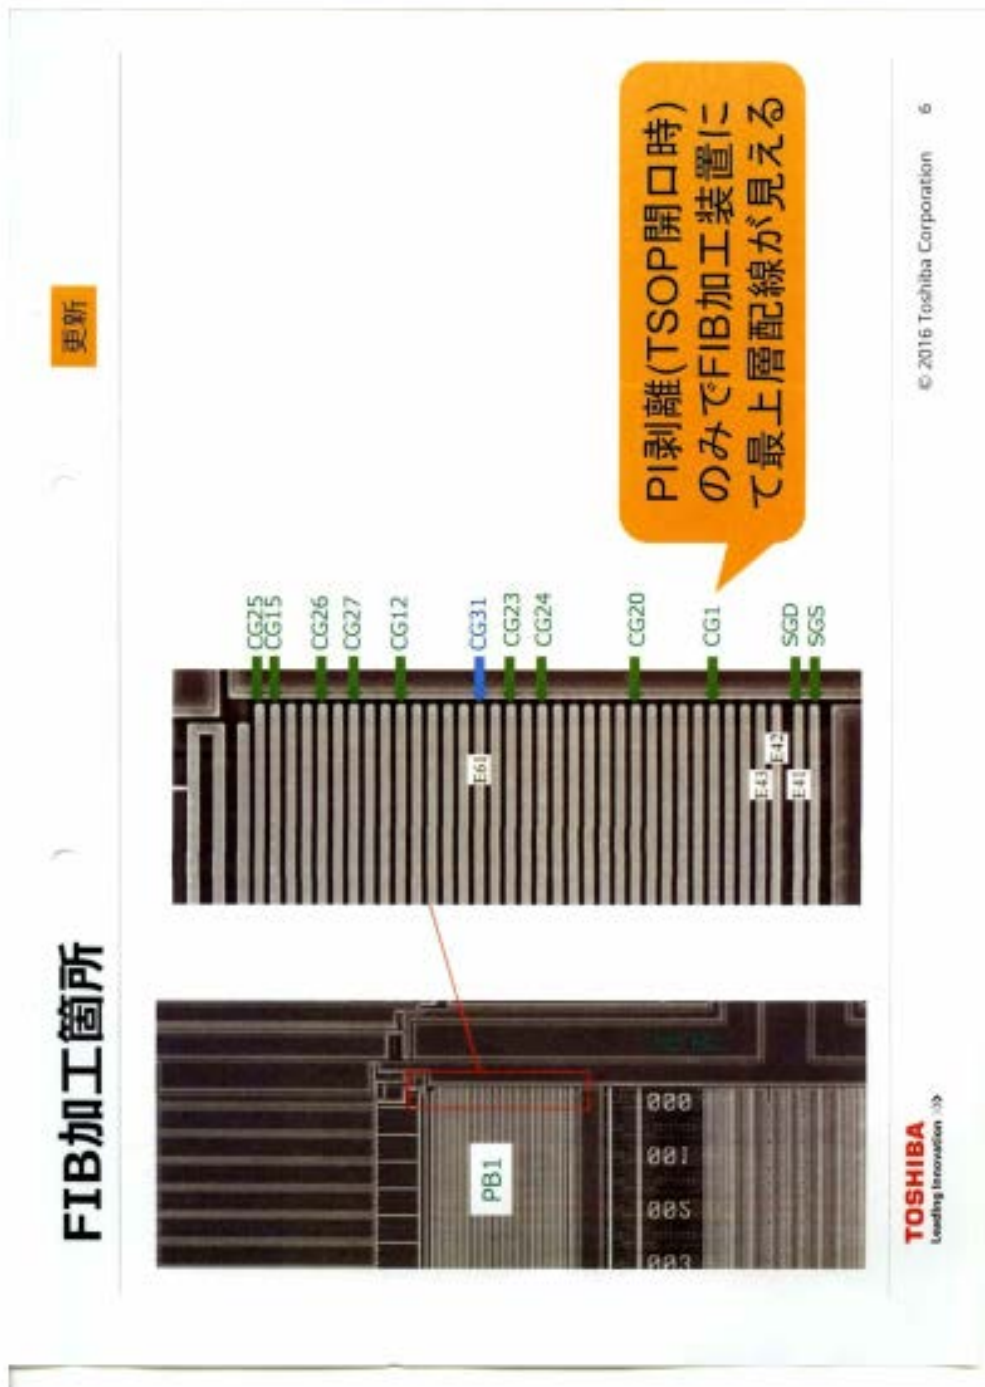 FIB加工箇所
更新
PB1
000
001
002
003
CG25
CG15
CG26
CG27
CG12
CG31
CG23
CG24
CG20
CG1
SGD
SGS
E61
E43
E42
E41
PI剥離(TSOP開口時)
のみでFIB加工装置に
て最上層配線が見える
TOSHIBA
Leading Innovation >>>
© 2016 Toshiba Corporation 6